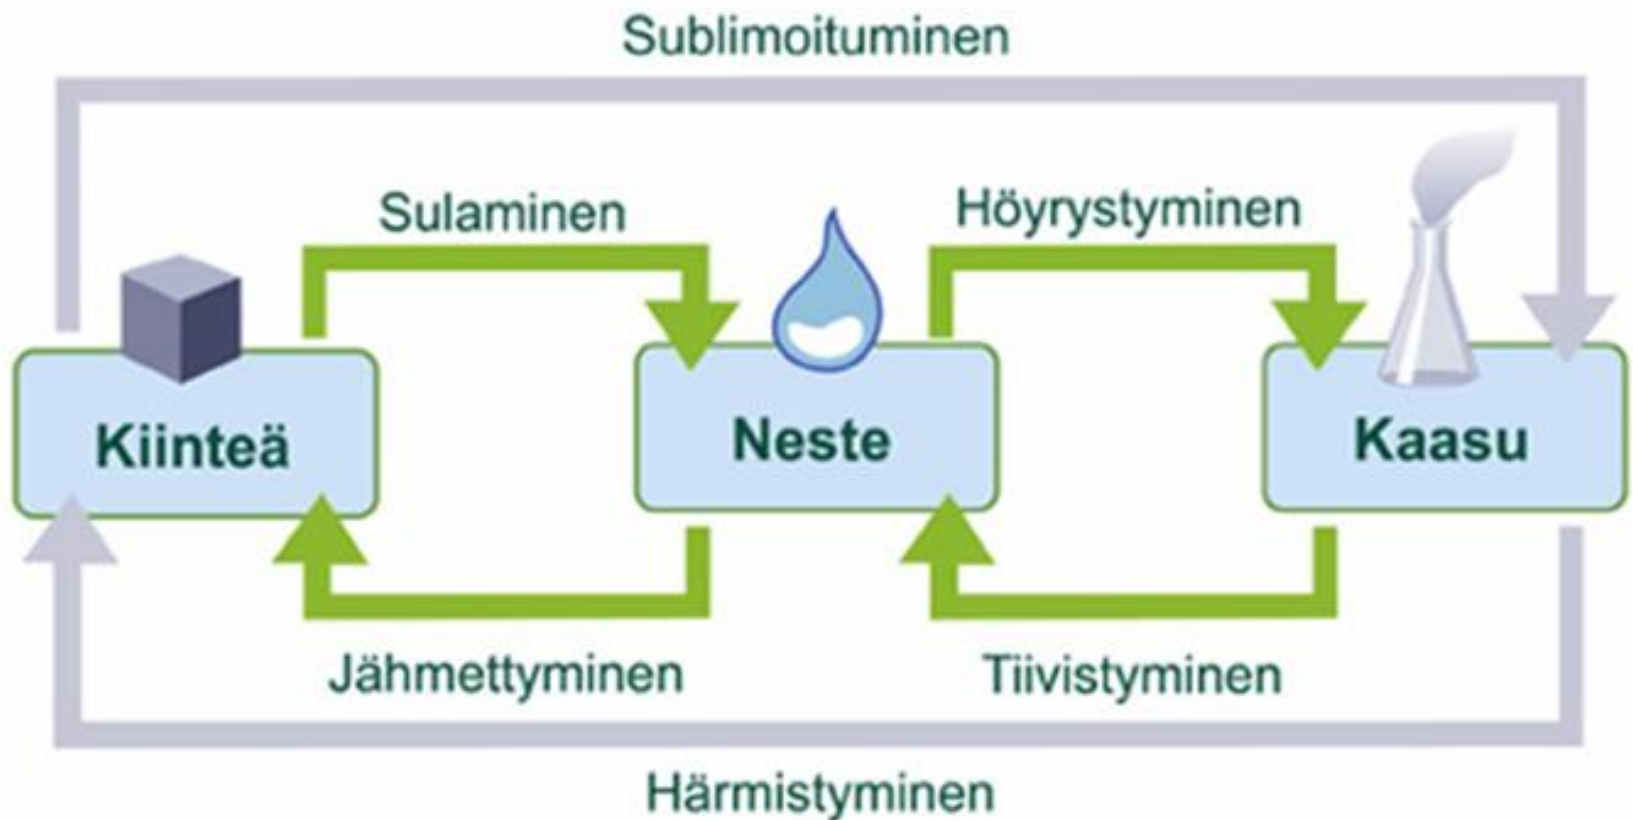 Sublimoituminen
Sulaminen
Höyrystyminen
Kiinteä
Neste
Kaasu
Jähmettyminen
Tiivistyminen
Härmistyminen